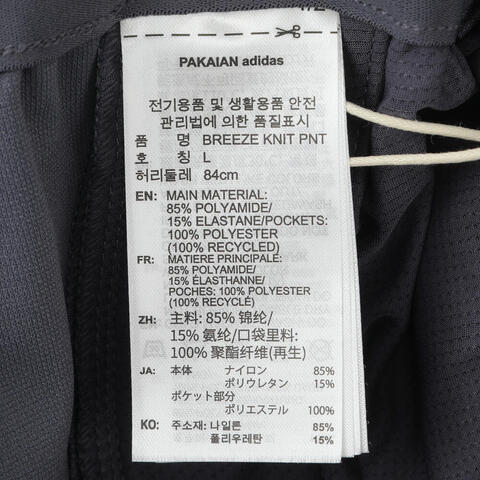 PAKAIAN adidas
전기용품 및 생활용품 안전
관리법에 의한 품질표시
품 명 BREEZE KNIT PNT
호 칭 L
허리둘레 84cm
EN: MAIN MATERIAL:
85% POLYAMIDE/
15% ELASTANE/POCKETS:
100% POLYESTER
(100% RECYCLED)
FR: MATIERE PRINCIPALE:
85% POLYAMIDE/
15% ÉLASTHANNE/
POCHES: 100% POLYESTER
(100% RECYCLÉ)
ZH: 主料: 85% 锦纶/
15% 氨纶/口袋里料:
100% 聚酯纤维(再生)
JA: 本体 ナイロン 85%
ポリウレタン 15%
ポケット部分
ポリエステル 100%
KO: 주소재: 나일론 85%
폴리우레탄 15%